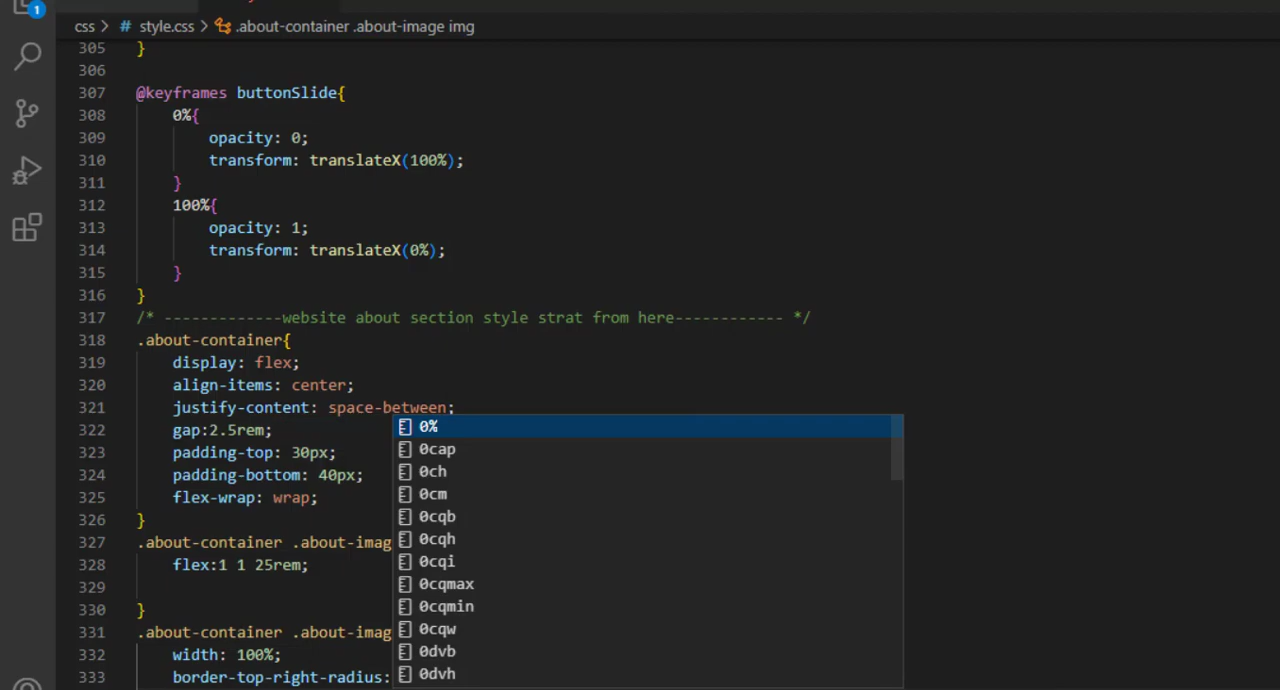 1
css > # style.css > .about-container .about-image img
305 }
306
307 @keyframes buttonSlide{
308 0%{
309 opacity: 0;
310 transform: translateX(100%);
311 }
312 100%{
313 opacity: 1;
314 transform: translateX(0%);
315 }
316 }
317 /* -------------website about section style strat from here------------ */
318 .about-container{
319 display: flex;
320 align-items: center;
321 justify-content: space-between;
322 gap:2.5rem;
323 padding-top: 30px;
324 padding-bottom: 40px;
325 flex-wrap: wrap;
326 }
327 .about-container .about-imag
328 flex:1 1 25rem;
329
330 }
331 .about-container .about-imag
332 width: 100%;
333 border-top-right-radius:
0%
0cap
0ch
0cm
0cqb
0cqh
0cqi
0cqmax
0cqmin
0cqw
0dvb
0dvh